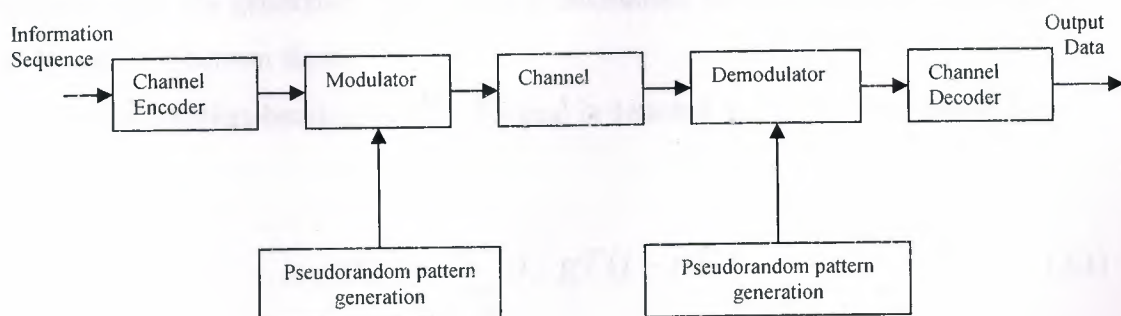 Information
Sequence
Channel
Encoder
Modulator
Channel
Demodulator
Channel
Decoder
Output
Data
Pseudorandom pattern
generation
Pseudorandom pattern
generation